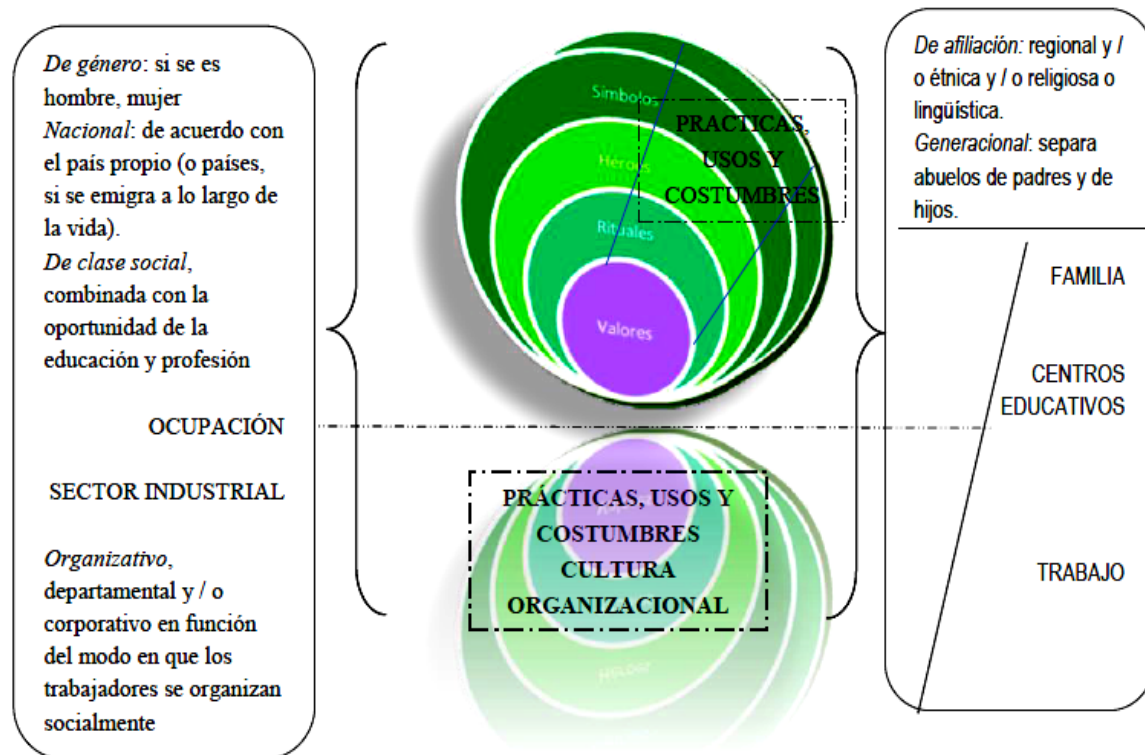 De género: si se es
hombre, mujer
Nacional: de acuerdo con
el país propio (o países,
si se emigra a lo largo de
la vida).
De clase social,
combinada con la
oportunidad de la
educación y profesión
OCUPACIÓN
SECTOR INDUSTRIAL
Organizativo,
departamental y / o
corporativo en función
del modo en que los
trabajadores se organizan
socialmente
Símbolos
Héroes
Rituales
Valores
PRACTICAS,
USOS Y
COSTUMBRES
PRÁCTICAS, USOS Y
COSTUMBRES
CULTURA
ORGANIZACIONAL
De afiliación: regional y /
o étnica y / o religiosa o
lingüística.
Generacional: separa
abuelos de padres y de
hijos.
FAMILIA
CENTROS
EDUCATIVOS
TRABAJO